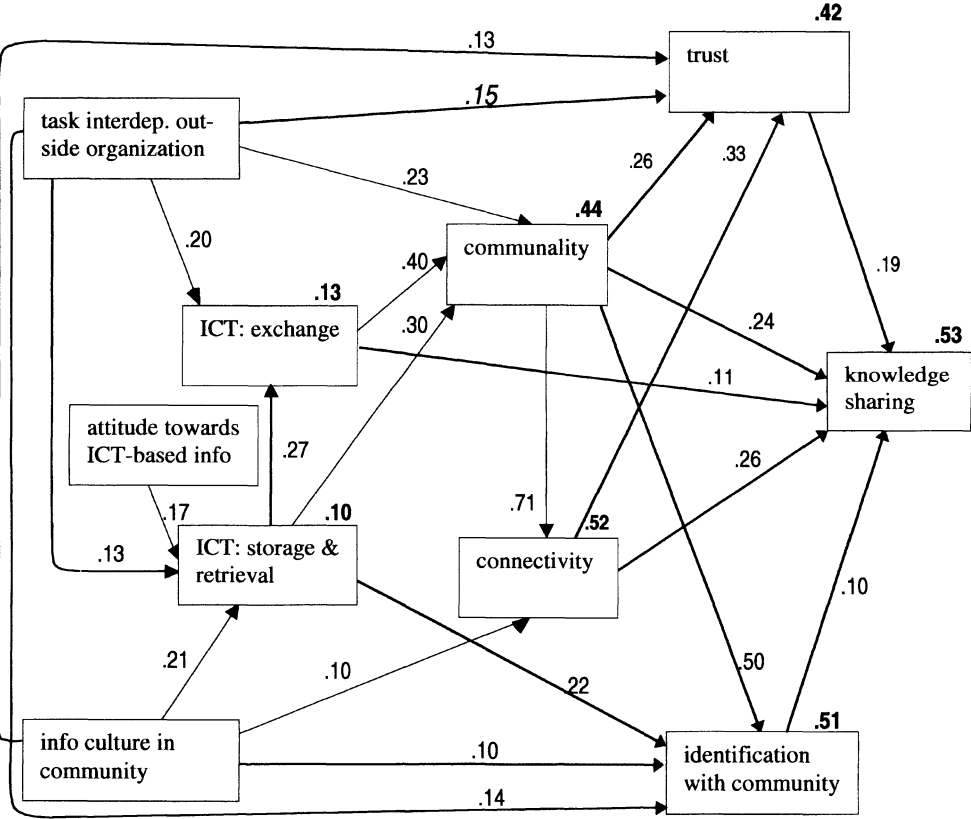 .42
.13
trust
.15
task interdep. out-
side organization
.26
.33
.23
.44
communality
.20
.40
.19
.13
ICT: exchange
.30
.24
.53
knowledge
sharing
.11
attitude towards
ICT-based info
.27
.26
.17
.10
.71
.52
ICT: storage &
retrieval
connectivity
.13
.10
.21
.10
.50
.22
.51
info culture in
community
.10
identification
with community
.14